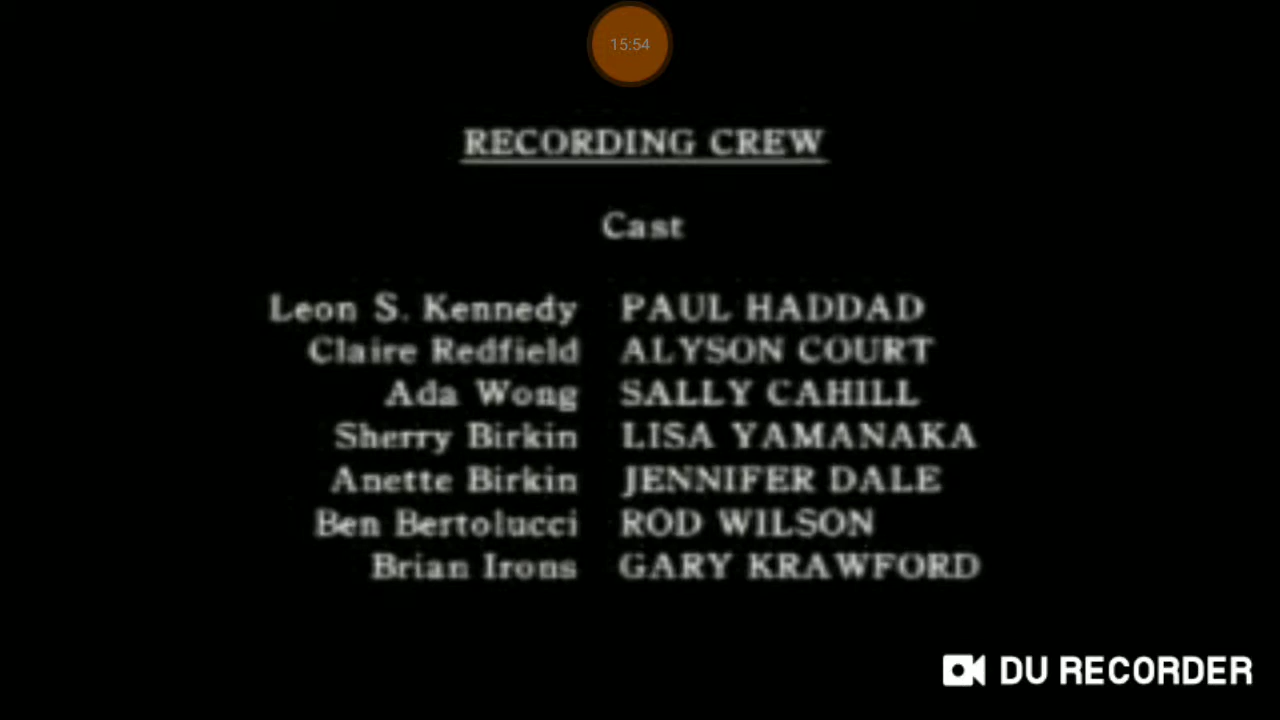 15:54
RECORDING CREW
Cast
Leon S. Kennedy PAUL HADDAD
Claire Redfield ALYSON COURT
Ada Wong SALLY CAHILL
Sherry Birkin LISA YAMANAKA
Anette Birkin JENNIFER DALE
Ben Bertolucci ROD WILSON
Brian Irons GARY KRAWFORD
DU RECORDER